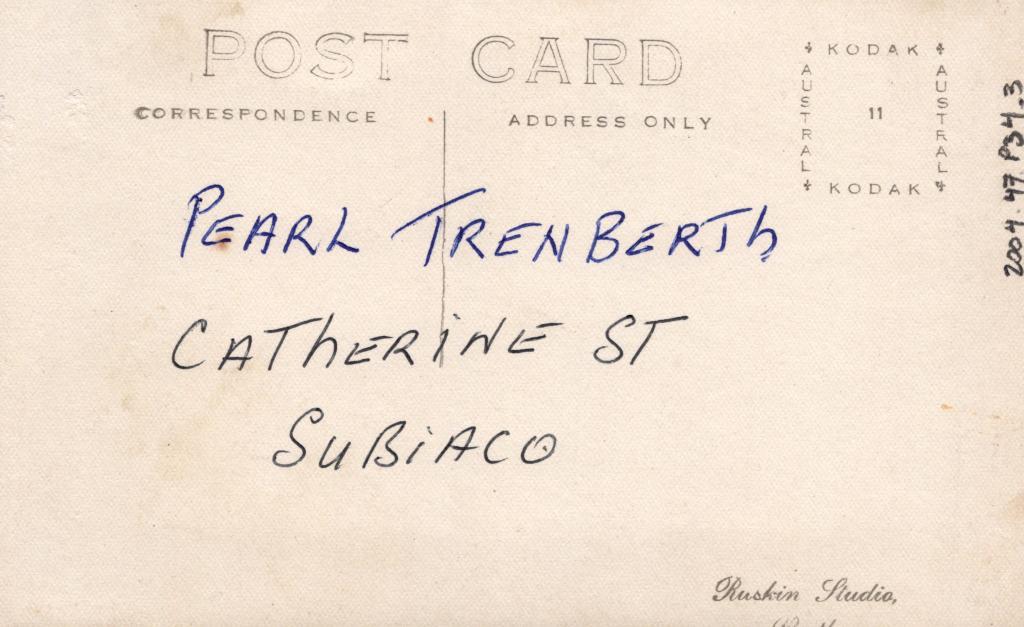 POST CARD
CORRESPONDENCE
ADDRESS ONLY
KODAK
AUSTRAL
11
AUSTRAL
KODAK
2004.47 P34.3
PEARL TRENBERTh
CAThERiNE ST
SUBiACO
Ruskin Studio,